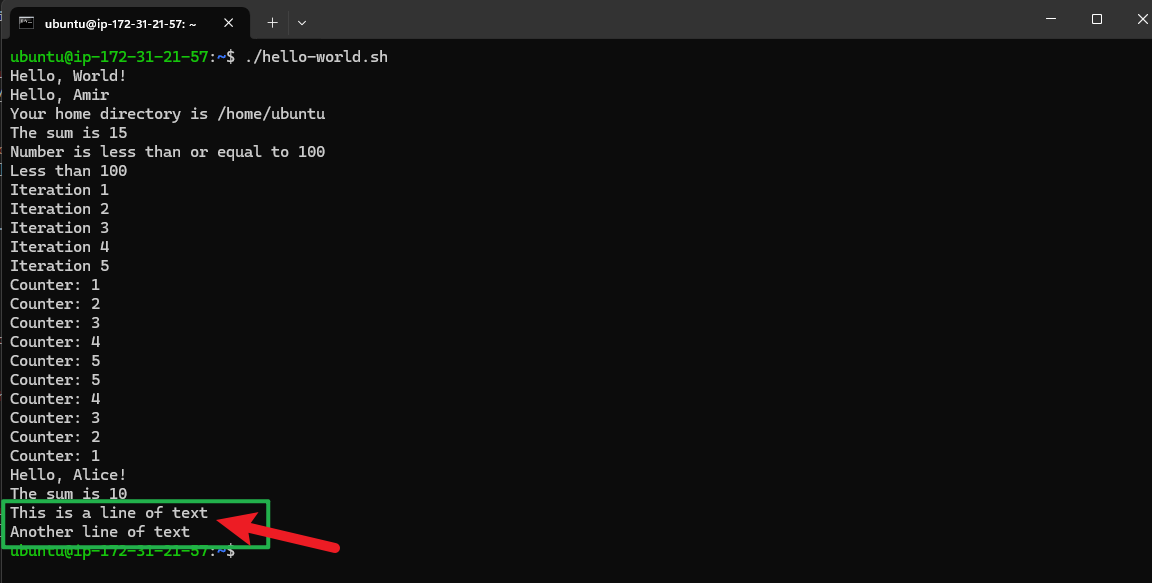 ubuntu@ip-172-31-21-57: ~
ubuntu@ip-172-31-21-57:~$ ./hello-world.sh
Hello, World!
Hello, Amir
Your home directory is /home/ubuntu
The sum is 15
Number is less than or equal to 100
Less than 100
Iteration 1
Iteration 2
Iteration 3
Iteration 4
Iteration 5
Counter: 1
Counter: 2
Counter: 3
Counter: 4
Counter: 5
Counter: 5
Counter: 4
Counter: 3
Counter: 2
Counter: 1
Hello, Alice!
The sum is 10
This is a line of text
Another line of text
ubuntu@ip-172-31-21-57:~$